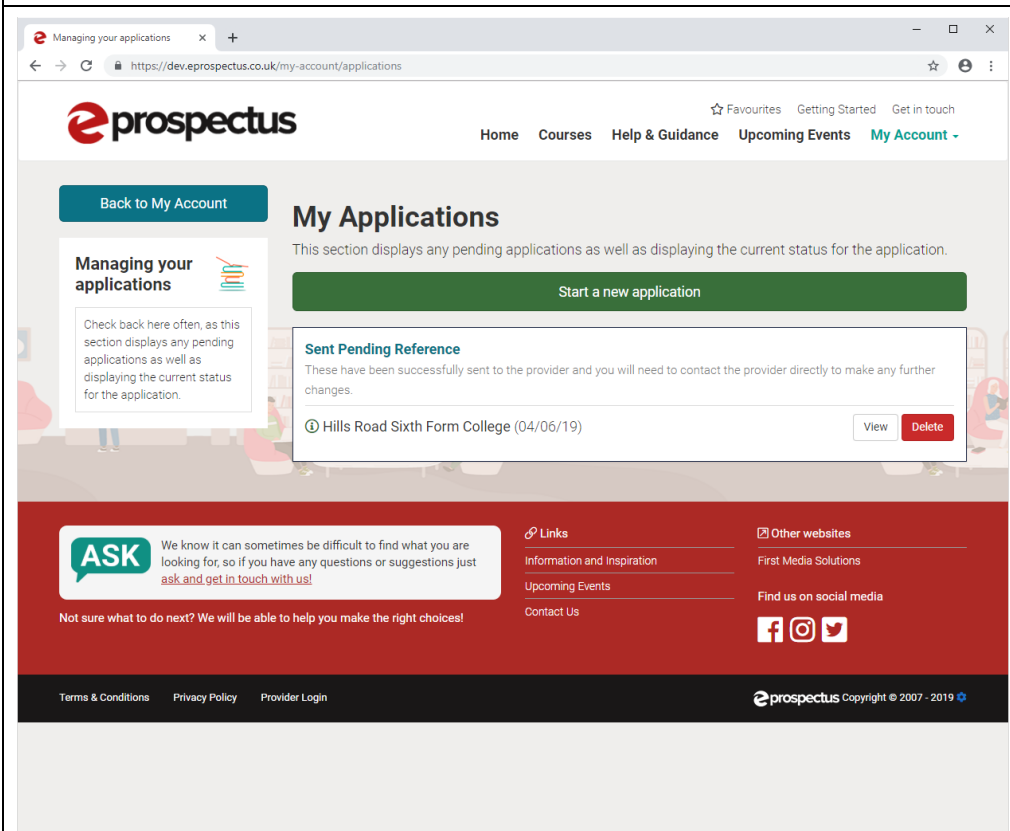 Managing your applications
https://dev.eprospectus.co.uk/my-account/applications
eprospectus
Favourites Getting Started Get in touch
Home Courses Help & Guidance Upcoming Events My Account
Back to My Account
Managing your
applications
Check back here often, as this
section displays any pending
applications as well as
displaying the current status
for the application.
My Applications
This section displays any pending applications as well as displaying the current status for the application.
Start a new application
Sent Pending Reference
These have been successfully sent to the provider and you will need to contact the provider directly to make any further
changes.
Hills Road Sixth Form College (04/06/19) View Delete
ASK
We know it can sometimes be difficult to find what you are
looking for, so if you have any questions or suggestions just
ask and get in touch with us!
Not sure what to do next? We will be able to help you make the right choices!
Links
Information and Inspiration
Upcoming Events
Contact Us
Other websites
First Media Solutions
Find us on social media
Terms & Conditions Privacy Policy Provider Login
eprospectus Copyright © 2007 - 2019